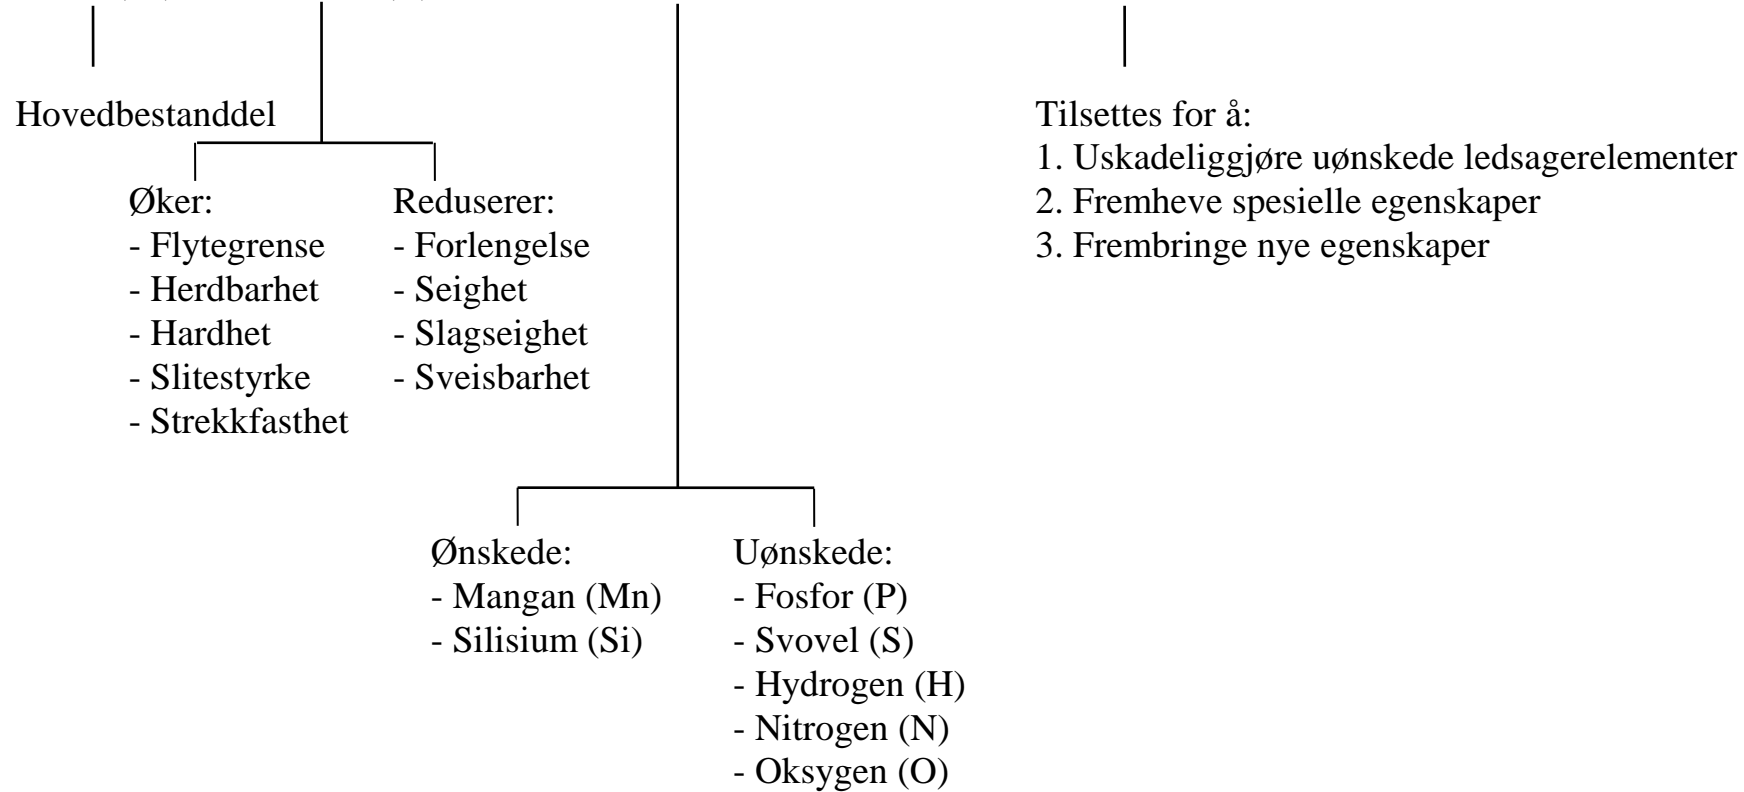 Hovedbestanddel
Øker:
- Flytegrense
- Herdbarhet
- Hardhet
- Slitestyrke
- Strekkfasthet
Reduserer:
- Forlengelse
- Seighet
- Slagseighet
- Sveisbarhet
Ønskede:
- Mangan (Mn)
- Silisium (Si)
Uønskede:
- Fosfor (P)
- Svovel (S)
- Hydrogen (H)
- Nitrogen (N)
- Oksygen (O)
Tilsettes for å:
1. Uskadeliggjøre uønskede ledsagerelementer
2. Fremheve spesielle egenskaper
3. Frembringe nye egenskaper